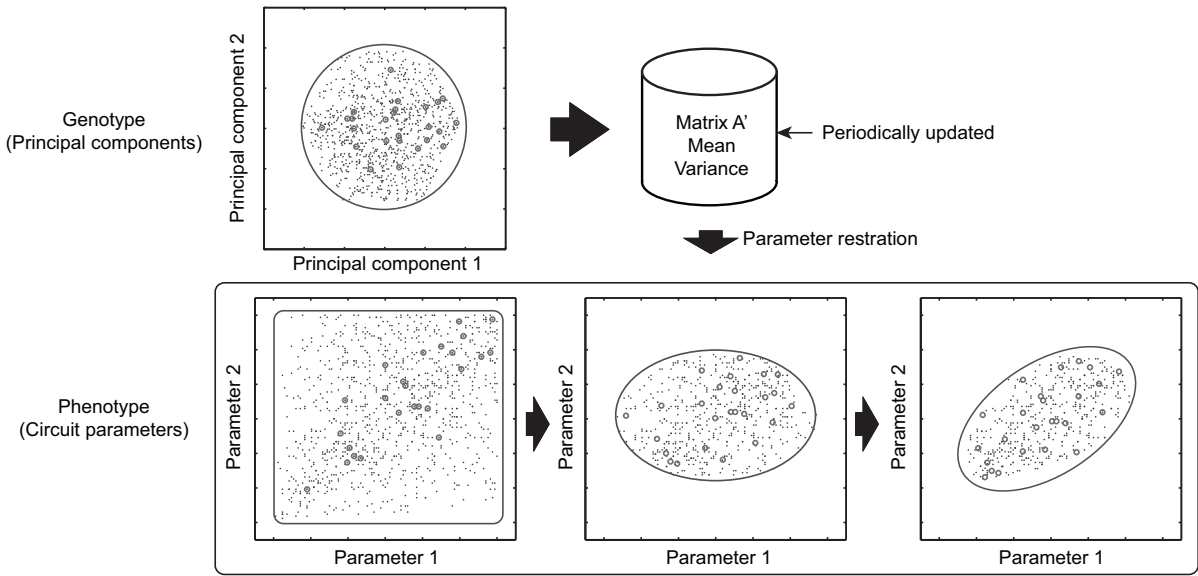 Principal component 2
Principal component 1
Genotype
(Principal components)
Matrix A’
Mean
Variance
Periodically updated
Parameter restration
Phenotype
(Circuit parameters)
Parameter 2
Parameter 1
Parameter 2
Parameter 1
Parameter 2
Parameter 1